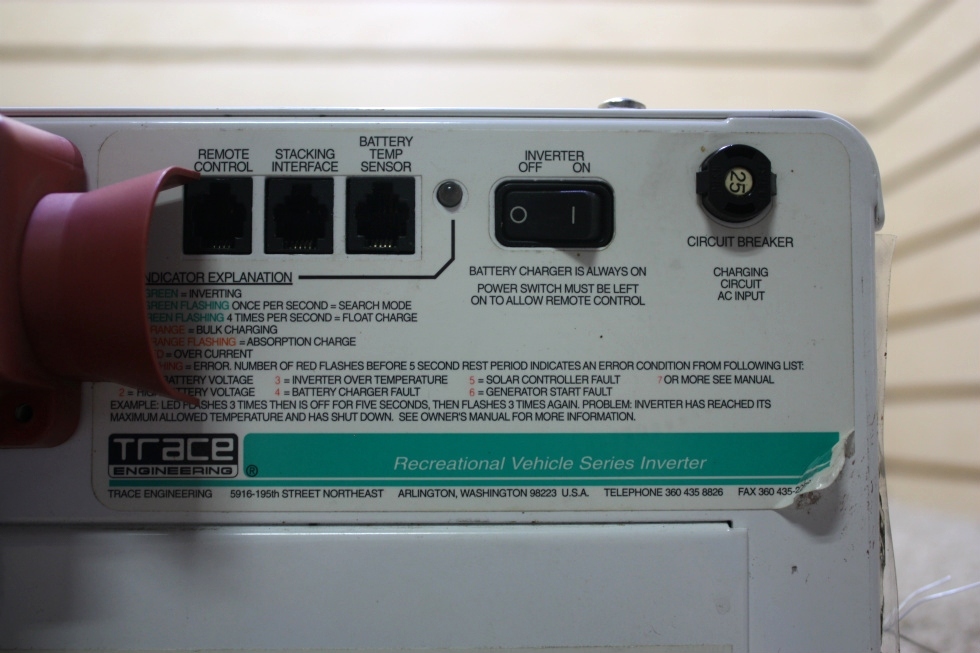 REMOTE
CONTROL
STACKING
INTERFACE
BATTERY
TEMP
SENSOR
INVERTER
OFF ON
25
CIRCUIT BREAKER
CHARGING
CIRCUIT
AC INPUT
BATTERY CHARGER IS ALWAYS ON
POWER SWITCH MUST BE LEFT
ON TO ALLOW REMOTE CONTROL
INDICATOR EXPLANATION
GREEN = INVERTING
GREEN FLASHING ONCE PER SECOND = SEARCH MODE
GREEN FLASHING 4 TIMES PER SECOND = FLOAT CHARGE
ORANGE = BULK CHARGING
ORANGE FLASHING = ABSORPTION CHARGE
= OVER CURRENT
= ERROR. NUMBER OF RED FLASHES BEFORE 5 SECOND REST PERIOD INDICATES AN ERROR CONDITION FROM FOLLOWING LIST:
BATTERY VOLTAGE 3 = INVERTER OVER TEMPERATURE 5 = SOLAR CONTROLLER FAULT 7 OR MORE SEE MANUAL
2 = HIGH BATTERY VOLTAGE 4 = BATTERY CHARGER FAULT 6 = GENERATOR START FAULT
EXAMPLE: LED FLASHES 3 TIMES THEN IS OFF FOR FIVE SECONDS, THEN FLASHES 3 TIMES AGAIN. PROBLEM: INVERTER HAS REACHED ITS
MAXIMUM ALLOWED TEMPERATURE AND HAS SHUT DOWN. SEE OWNER'S MANUAL FOR MORE INFORMATION.
TRACE
ENGINEERING ®
Recreational Vehicle Series Inverter
TRACE ENGINEERING 5916-195th STREET NORTHEAST ARLINGTON, WASHINGTON 98223 U.S.A. TELEPHONE 360 435 8826 FAX 360 435-